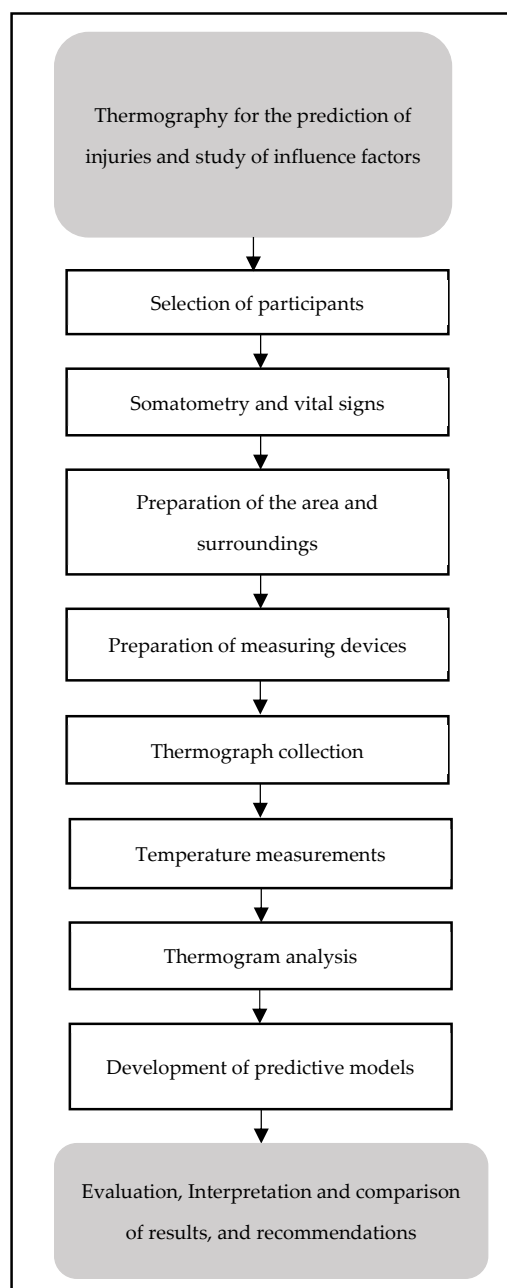 Thermography for the prediction of
injuries and study of influence factors
Selection of participants
Somatometry and vital signs
Preparation of the area and
surroundings
Preparation of measuring devices
Thermograph collection
Temperature measurements
Thermogram analysis
Development of predictive models
Evaluation, Interpretation and comparison
of results, and recommendations